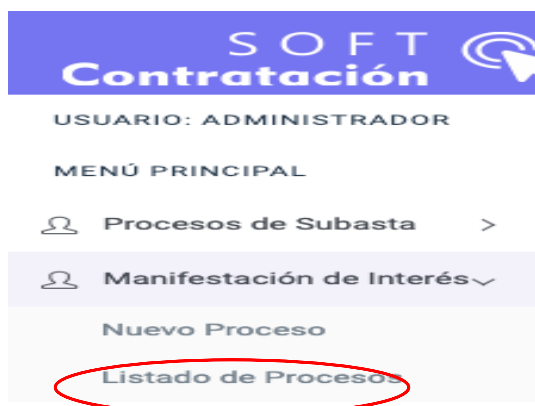 SOFT
Contratación
USUARIO: ADMINISTRADOR
MENÚ PRINCIPAL
Procesos de Subasta
Manifestación de Interés
Nuevo Proceso
Listado de Procesos